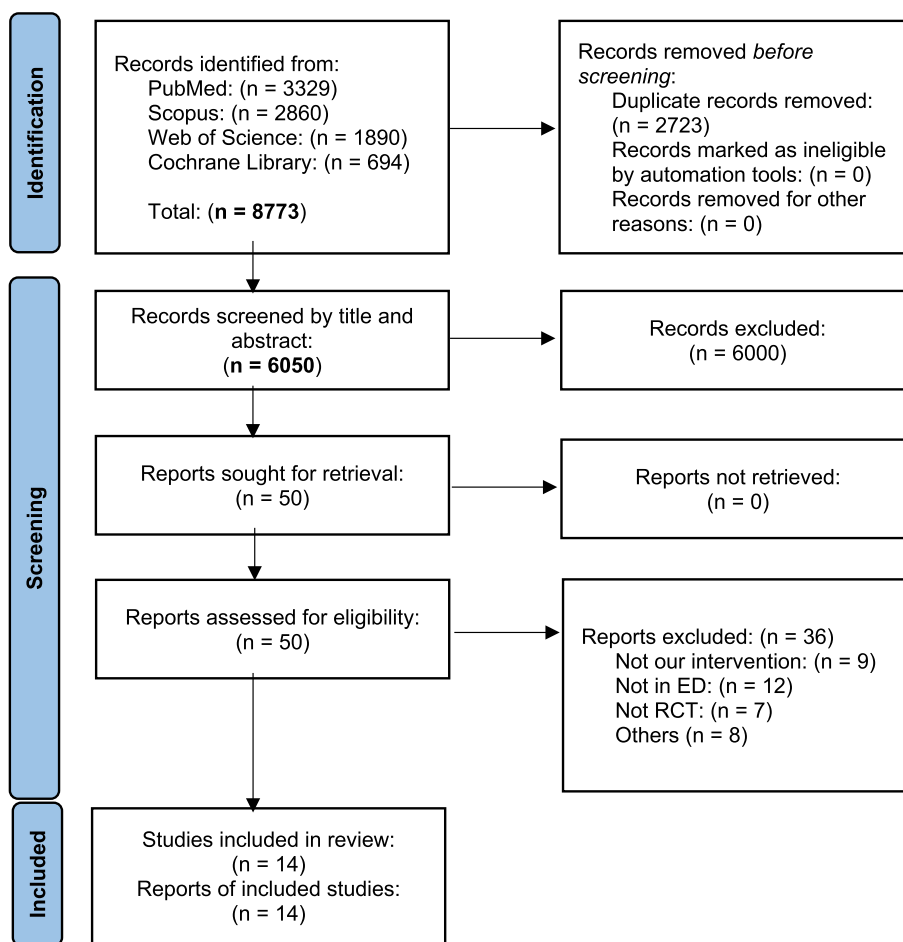 Identification
Records identified from:
PubMed: (n = 3329)
Scopus: (n = 2860)
Web of Science: (n = 1890)
Cochrane Library: (n = 694)
Total: (n = 8773)
Records removed before
screening:
Duplicate records removed:
(n = 2723)
Records marked as ineligible
by automation tools: (n = 0)
Records removed for other
reasons: (n = 0)
Screening
Records screened by title and
abstract:
(n = 6050)
Records excluded:
(n = 6000)
Reports sought for retrieval:
(n = 50)
Reports not retrieved:
(n = 0)
Reports assessed for eligibility:
(n = 50)
Reports excluded: (n = 36)
Not our intervention: (n = 9)
Not in ED: (n = 12)
Not RCT: (n = 7)
Others (n = 8)
Included
Studies included in review:
(n = 14)
Reports of included studies:
(n = 14)